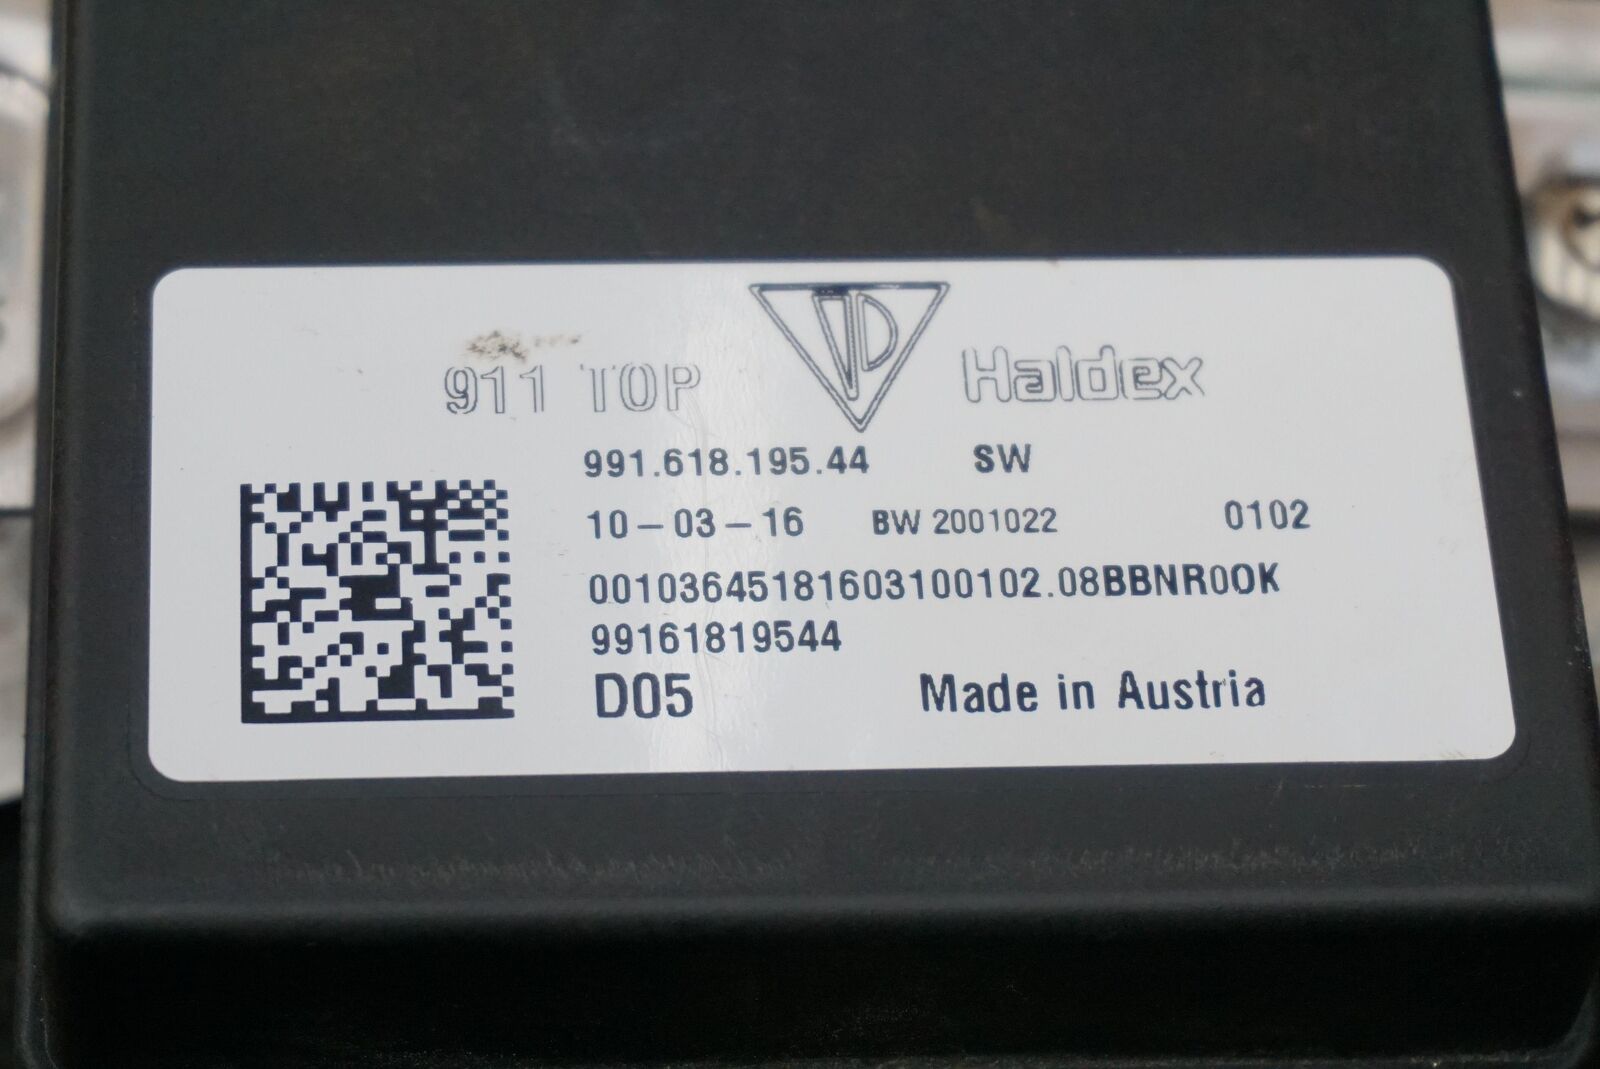 911 TOP Haldex
991.618.195.44 SW
10-03-16 BW 2001022 0102
00103645181603100102.08BBNR00K
99161819544
D05 Made in Austria